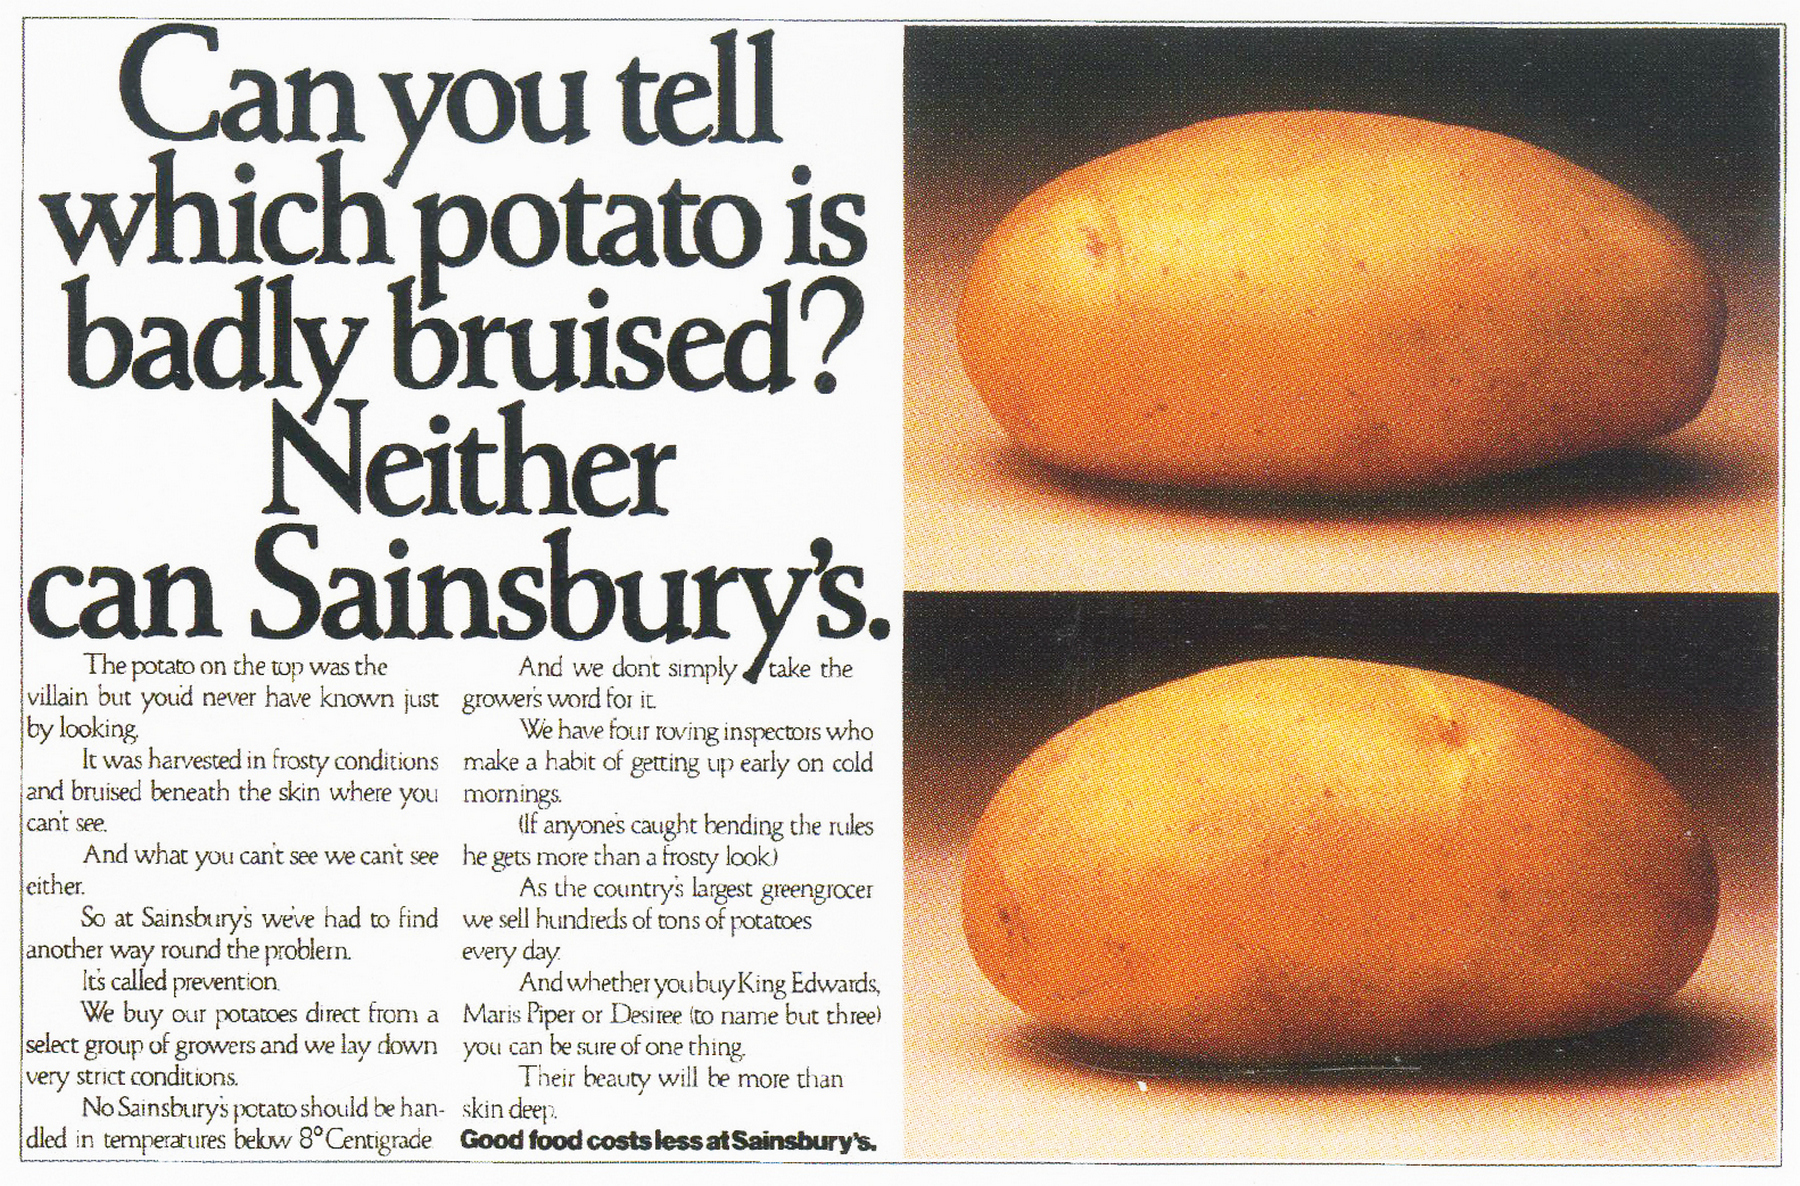 Can you tell
which potato is
badly bruised?
Neither
can Sainsbury's.
The potato on the top was the
villain but you'd never have known just
by looking.
It was harvested in frosty conditions
and bruised beneath the skin where you
can't see.
And what you can't see we can't see
either.
So at Sainsbury's we've had to find
another way round the problem.
It's called prevention.
We buy our potatoes direct from a
select group of growers and we lay down
very strict conditions.
No Sainsbury's potato should be han-
dled in temperatures below 8° Centigrade
And we don't simply take the
grower's word for it.
We have four roving inspectors who
make a habit of getting up early on cold
mornings.
(If anyone's caught bending the rules
he gets more than a frosty look.)
As the country's largest greengrocer
we sell hundreds of tons of potatoes
every day.
And whether you buy King Edwards,
Maris Piper or Desiree (to name but three)
you can be sure of one thing.
Their beauty will be more than
skin deep.
Good food costs less at Sainsbury's.